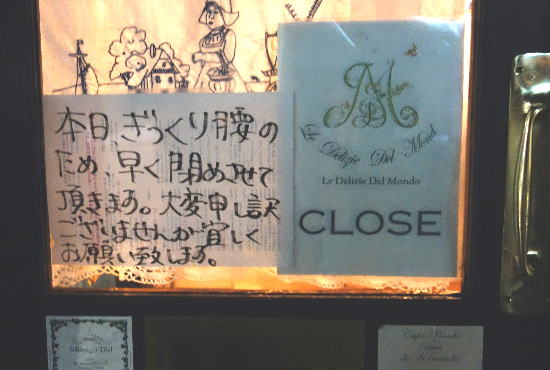 本日、ぎっくり腰の
ため、早く閉めさせて
頂きます。大変申し訳
ございませんが宜しく
お願い致します。
Le Delizie Del Mondo
Le Delizie Del Mondo
CLOSE